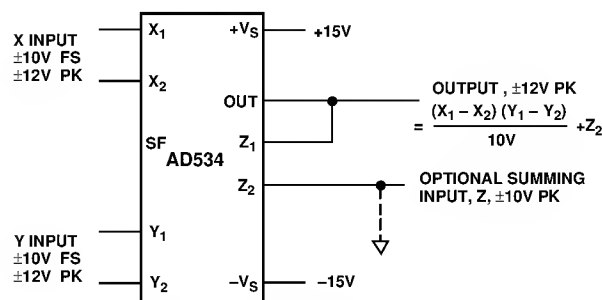 X INPUT
±10V FS
±12V PK
X1
X2
SF
AD534
Y INPUT
±10V FS
±12V PK
Y1
Y2
+VS
+15V
OUT
Z1
Z2
−VS
−15V
OUTPUT , ±12V PK
= (X1 – X2) (Y1 – Y2)
10V
+Z2
OPTIONAL SUMMING
INPUT, Z, ±10V PK